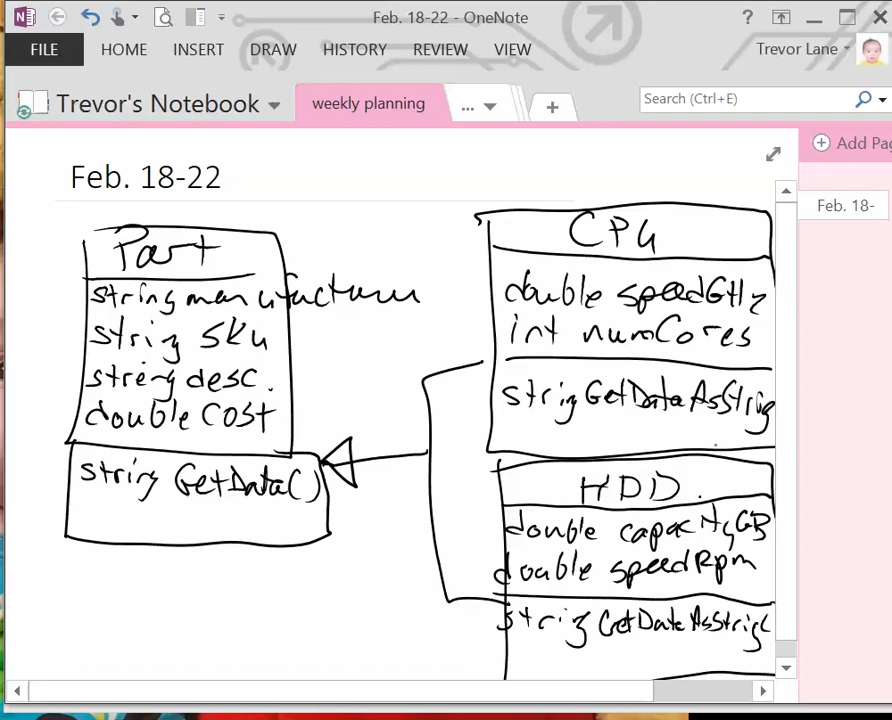 Feb. 18-22 - OneNote
FILE HOME INSERT DRAW HISTORY REVIEW VIEW
Trevor Lane
Trevor's Notebook
weekly planning
...
Search (Ctrl+E)
Add Pag
Feb. 18-
Feb. 18-22
Part
string manufacturer
string SKU
string desc.
double cost
string GetData()
CPU
double speedGHz
int numCores
string GetDataAsString
HDD
double capacityGB
double speedRpm
string GetDataAsString(